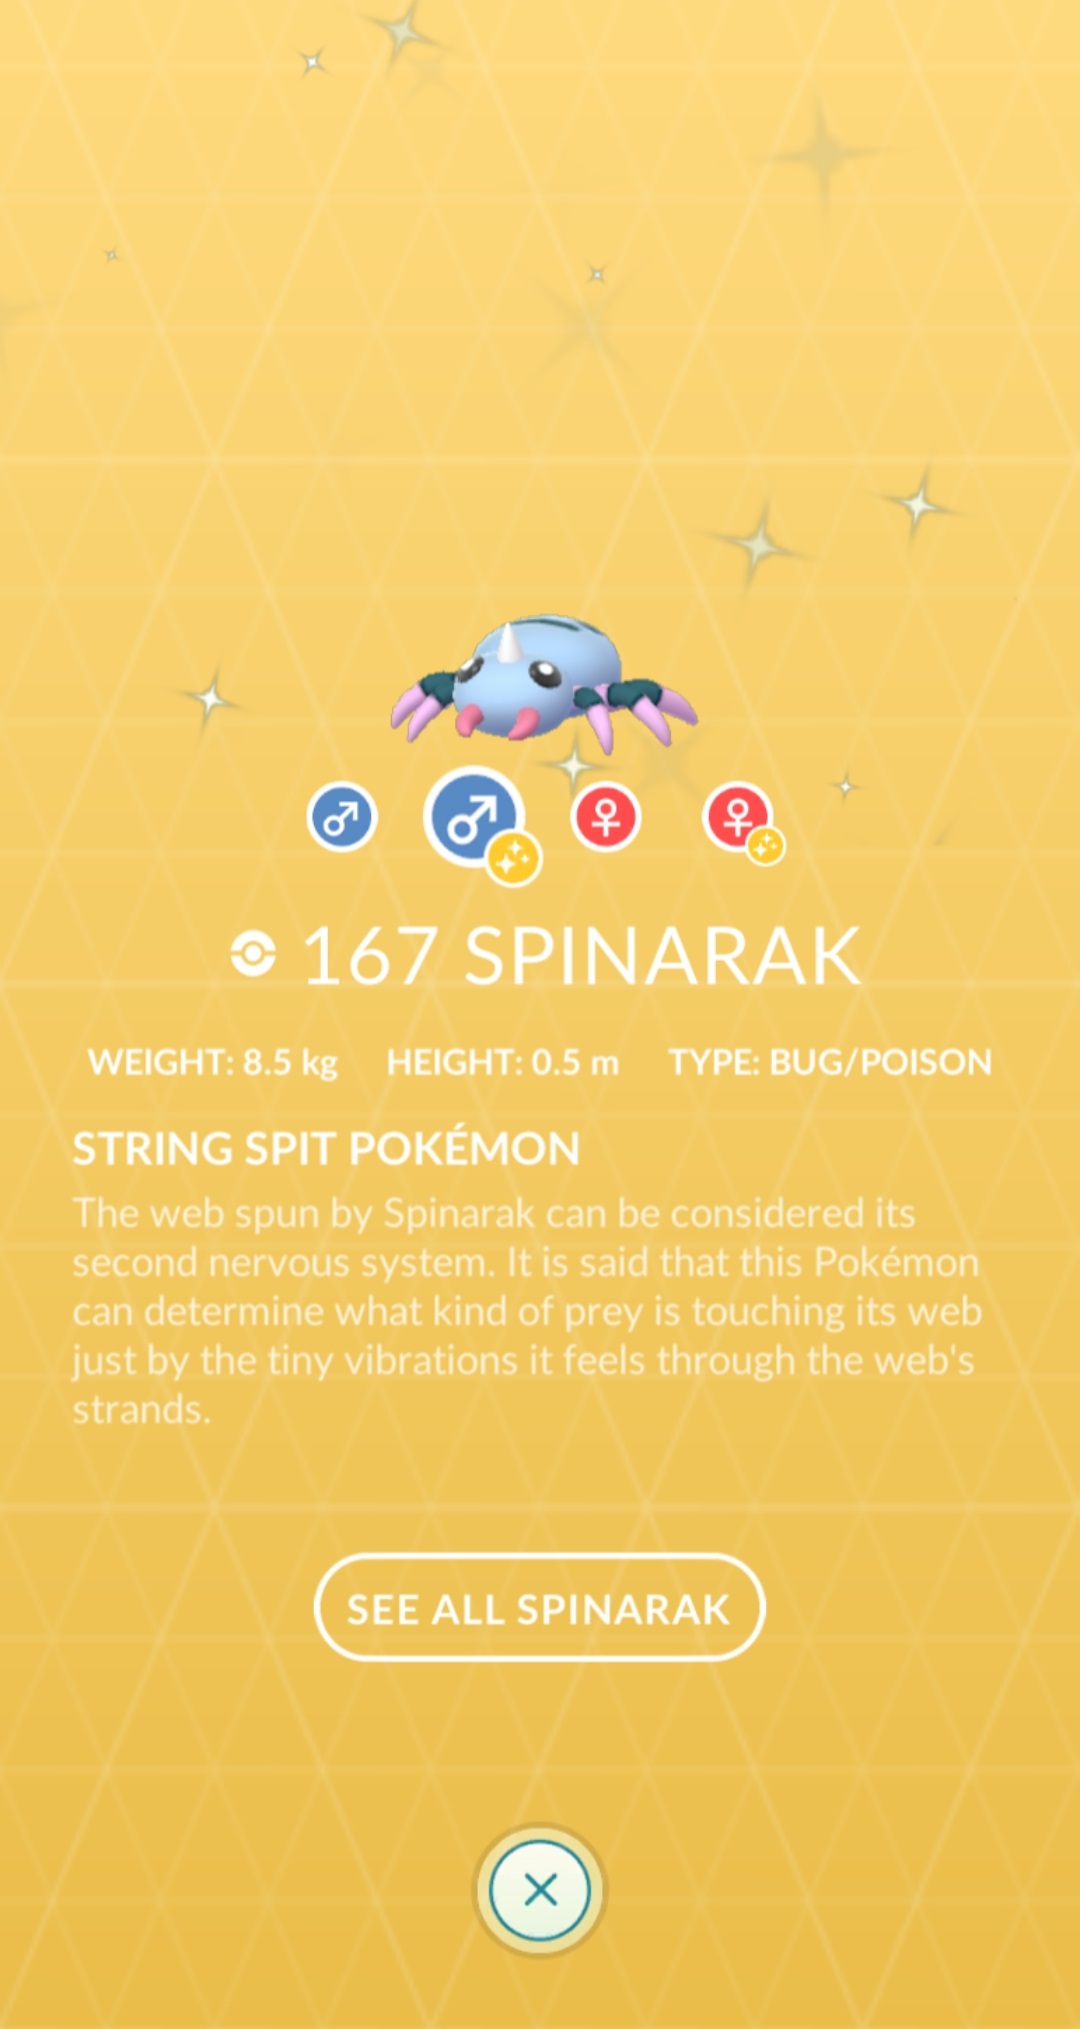 167 SPINARAK
WEIGHT: 8.5 kg HEIGHT: 0.5 m TYPE: BUG/POISON
STRING SPIT POKÉMON
The web spun by Spinarak can be considered its
second nervous system. It is said that this Pokémon
can determine what kind of prey is touching its web
just by the tiny vibrations it feels through the web's
strands.
SEE ALL SPINARAK